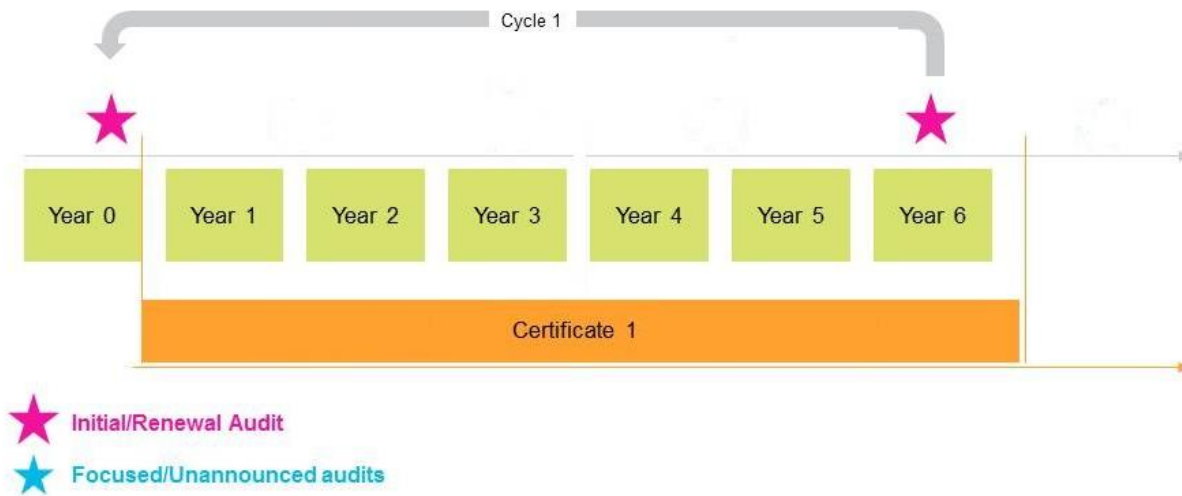 Cycle 1
Year 0
Year 1
Year 2
Year 3
Year 4
Year 5
Year 6
Certificate 1
Initial/Renewal Audit
Focused/Unannounced audits